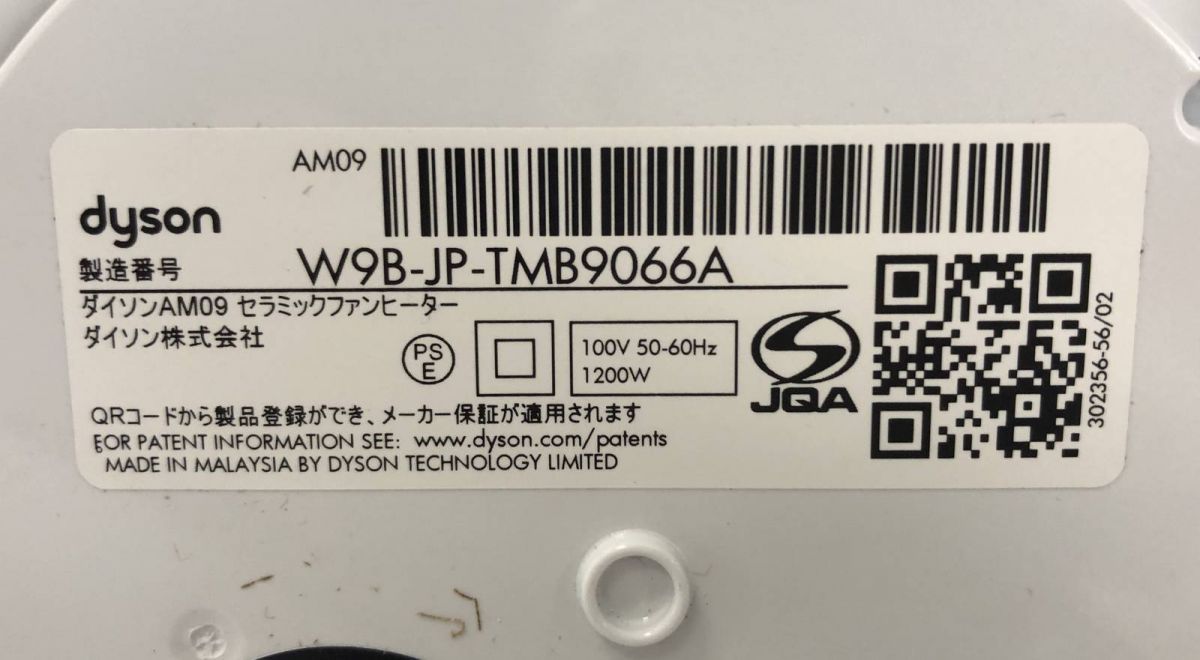 AM09
dyson
製造番号 W9B-JP-TMB9066A
ダイソンAM09 セラミックファンヒーター
ダイソン株式会社
PS
E
100V 50-60Hz
1200W
JQA
302356-56/02
QRコードから製品登録ができ、メーカー保証が適用されます
FOR PATENT INFORMATION SEE: www.dyson.com/patents
MADE IN MALAYSIA BY DYSON TECHNOLOGY LIMITED